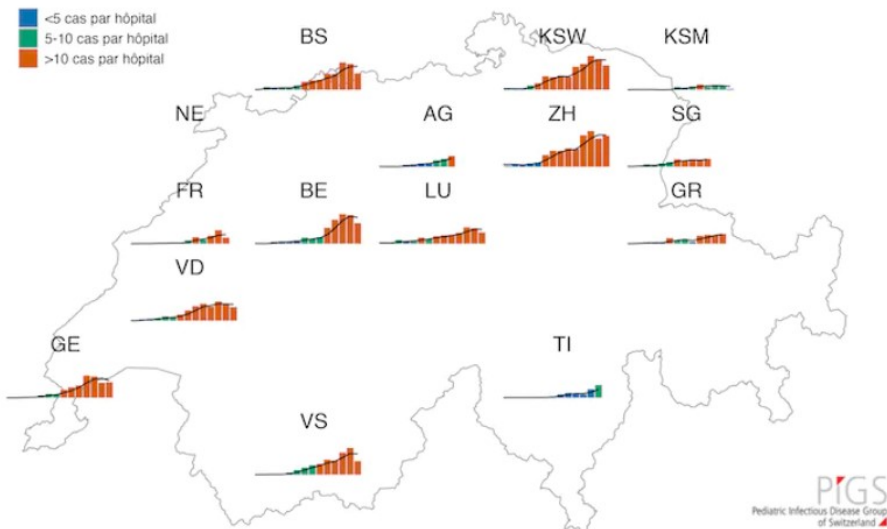 <5 cas par hôpital
5-10 cas par hôpital
>10 cas par hôpital
BS KSW KSM
NE AG ZH SG
FR BE LU GR
VD
GE TI
VS
PIGS
Pediatric Infectious Disease Group
of Switzerland